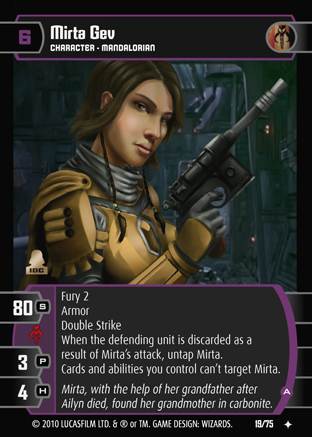 6 Mirta Gev
CHARACTER - MANDALORIAN
IDC
80 S
3 P
4 H
Fury 2
Armor
Double Strike
When the defending unit is discarded as a
result of Mirta's attack, untap Mirta.
Cards and abilities you control can't target Mirta.
Mirta, with the help of her grandfather after
Ailyn died, found her grandmother in carbonite.
A
© 2010 LUCASFILM LTD. & ® or TM. GAME DESIGN: WIZARDS. 19/75